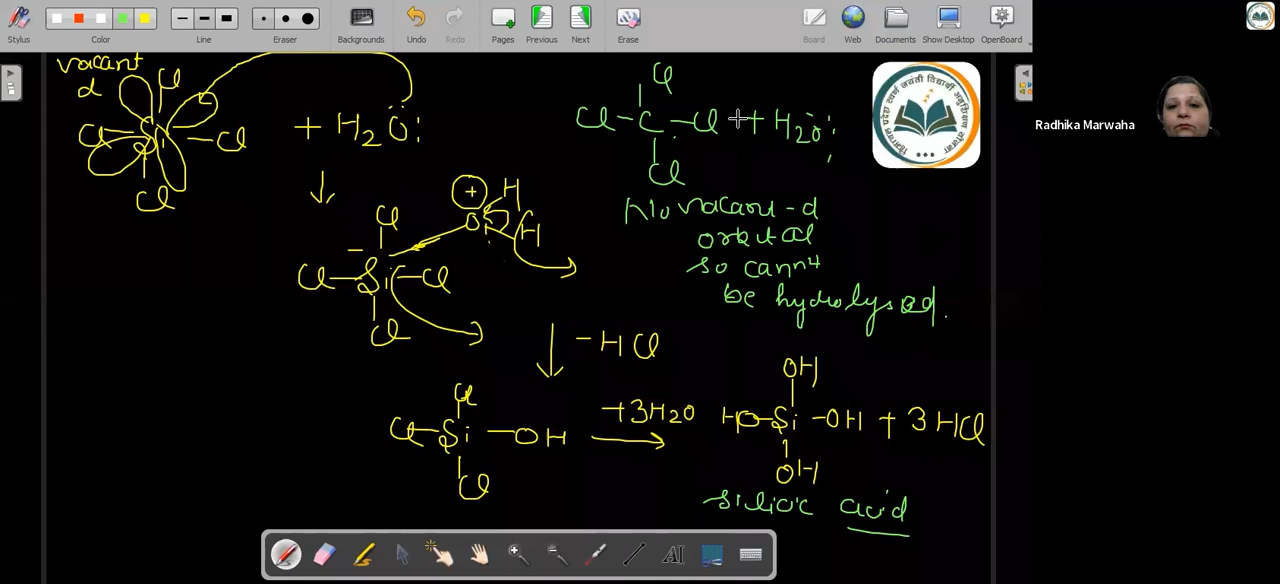 Stylus
Color
Line
Eraser
Backgrounds
Undo
Redo
Pages
Previous
Next
Erase
Board
Web
Documents
Show Desktop
OpenBoard
vacant
d
Cl
Cl Si Cl
Cl
+ H2O:
Cl
Cl-C-Cl + H2O:
Cl
No vacant-d
orbital
so cann4
be hydrolysed.
Radhika Marwaha
Cl
+ H
O H
- Cl-Si-Cl
Cl
-HCl
Cl
Cl-Si-OH
Cl
+3H2O
OH
HO-Si-OH + 3HCl
OH
silicic acid
AI